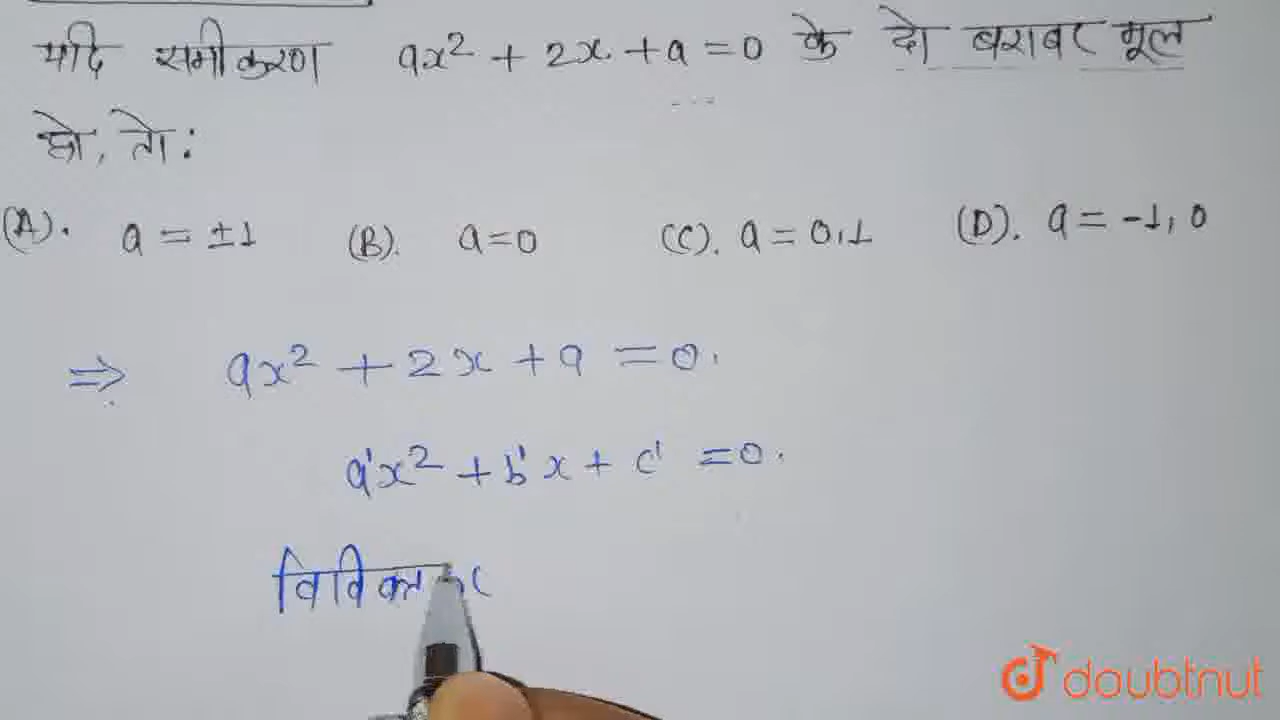 यदि समीकरण ax² + 2x + a = 0 के दो बराबर मूल
हो, तो :
(A). a = ±1 (B). a=0 (C). a = 0,1 (D). a = -1, 0
⇒ ax² + 2x + a = 0.
a'x² + b'x + c' = 0.
doubtnut